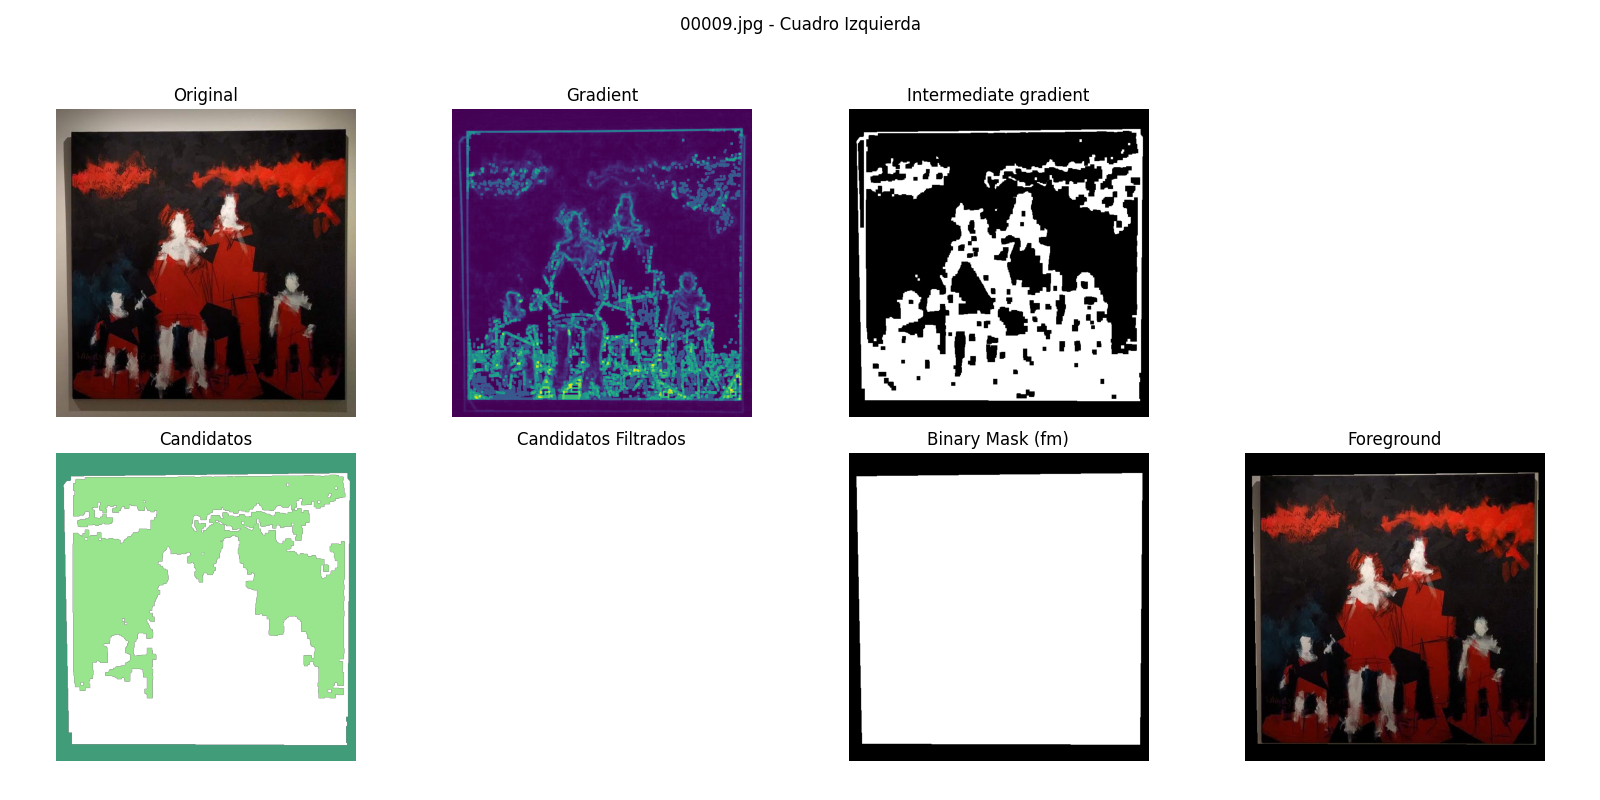 00009.jpg - Cuadro Izquierda
Original
Gradient
Intermediate gradient
Candidatos
Candidatos Filtrados
Binary Mask (fm)
Foreground